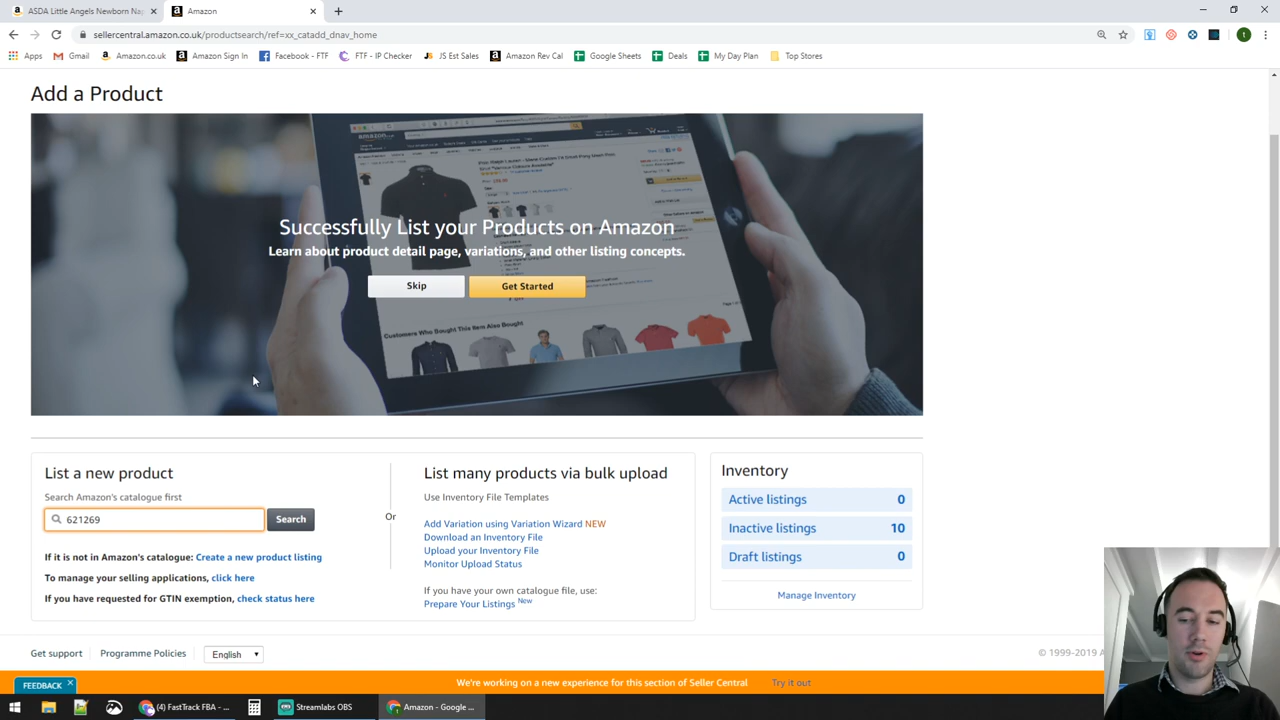 ASDA Little Angels Newborn Na
Amazon
sellercentral.amazon.co.uk/productsearch/ref=xx_catadd_dnav_home
t
Apps
Gmail
Amazon.co.uk
Amazon Sign In
Facebook - FTF
FTF - IP Checker
JS Est Sales
Amazon Rev Cal
Google Sheets
Deals
My Day Plan
Top Stores
Add a Product
Successfully List your Products on Amazon
Learn about product detail page, variations, and other listing concepts.
Skip
Get Started
Customers Who Bought This Item Also Bought
List a new product
Search Amazon's catalogue first
621269
Search
If it is not in Amazon's catalogue: Create a new product listing
To manage your selling applications, click here
If you have requested for GTIN exemption, check status here
Or
List many products via bulk upload
Use Inventory File Templates
Add Variation using Variation Wizard NEW
Download an Inventory File
Upload your Inventory File
Monitor Upload Status
If you have your own catalogue file, use:
Prepare Your Listings New
Inventory
Active listings 0
Inactive listings 10
Draft listings 0
Manage Inventory
Get support
Programme Policies
English
© 1999-2019
FEEDBACK
We're working on a new experience for this section of Seller Central
Try it out
(4) FastTrack FBA - ...
Streamlabs OBS
Amazon - Google ...